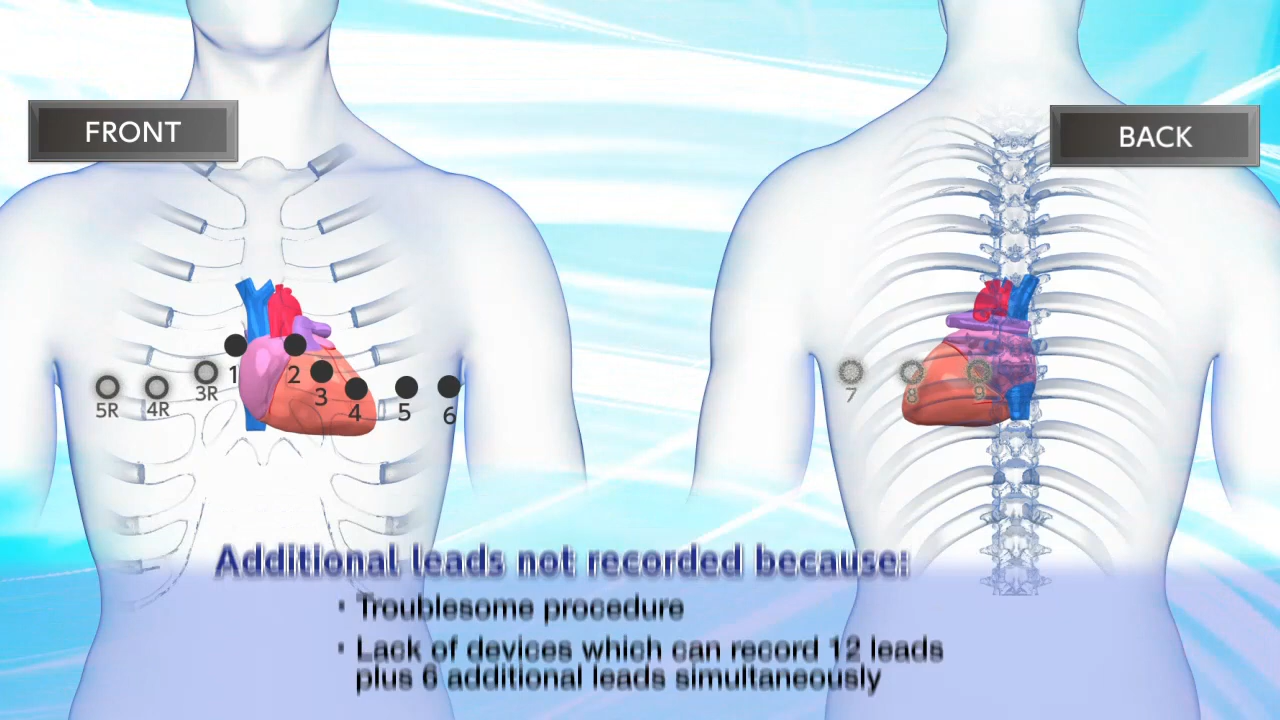 FRONT
BACK
1
2
3
4
5
6
3R
4R
5R
7
8
9
Additional leads not recorded because:
· Troublesome procedure
· Lack of devices which can record 12 leads
plus 6 additional leads simultaneously